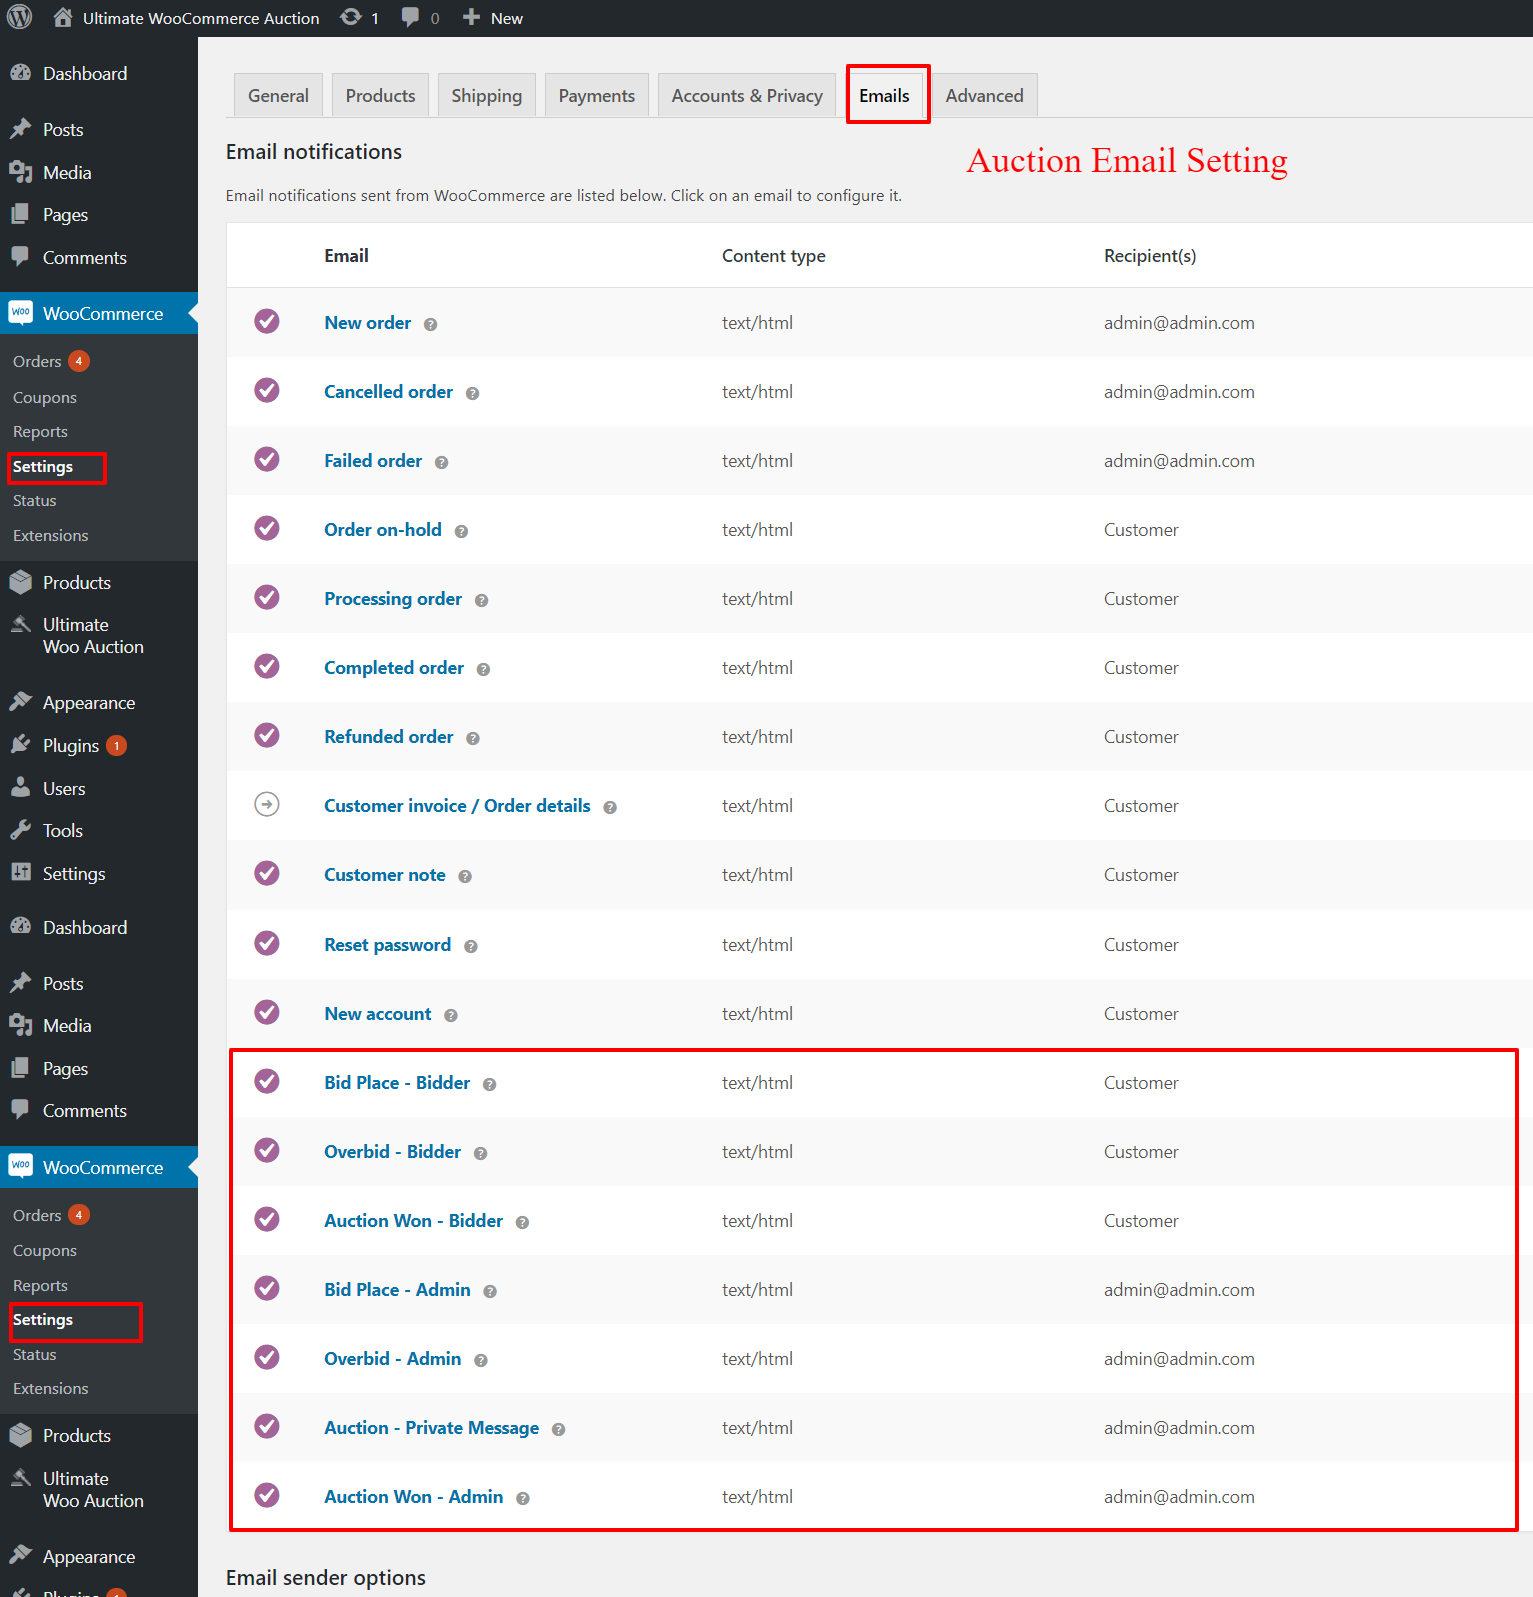 Ultimate WooCommerce Auction 1 0 New
Dashboard
Posts
Media
Pages
Comments
WooCommerce
Orders 4
Coupons
Reports
Settings
Status
Extensions
Products
Ultimate
Woo Auction
Appearance
Plugins 1
Users
Tools
Settings
Dashboard
Posts
Media
Pages
Comments
WooCommerce
Orders 4
Coupons
Reports
Settings
Status
Extensions
Products
Ultimate
Woo Auction
Appearance
Plugins 1
General Products Shipping Payments Accounts & Privacy Emails Advanced
Email notifications
Auction Email Setting
Email notifications sent from WooCommerce are listed below. Click on an email to configure it.
Email Content type Recipient(s)
New order text/html admin@admin.com
Cancelled order text/html admin@admin.com
Failed order text/html admin@admin.com
Order on-hold text/html Customer
Processing order text/html Customer
Completed order text/html Customer
Refunded order text/html Customer
Customer invoice / Order details text/html Customer
Customer note text/html Customer
Reset password text/html Customer
New account text/html Customer
Bid Place - Bidder text/html Customer
Overbid - Bidder text/html Customer
Auction Won - Bidder text/html Customer
Bid Place - Admin text/html admin@admin.com
Overbid - Admin text/html admin@admin.com
Auction - Private Message text/html admin@admin.com
Auction Won - Admin text/html admin@admin.com
Email sender options